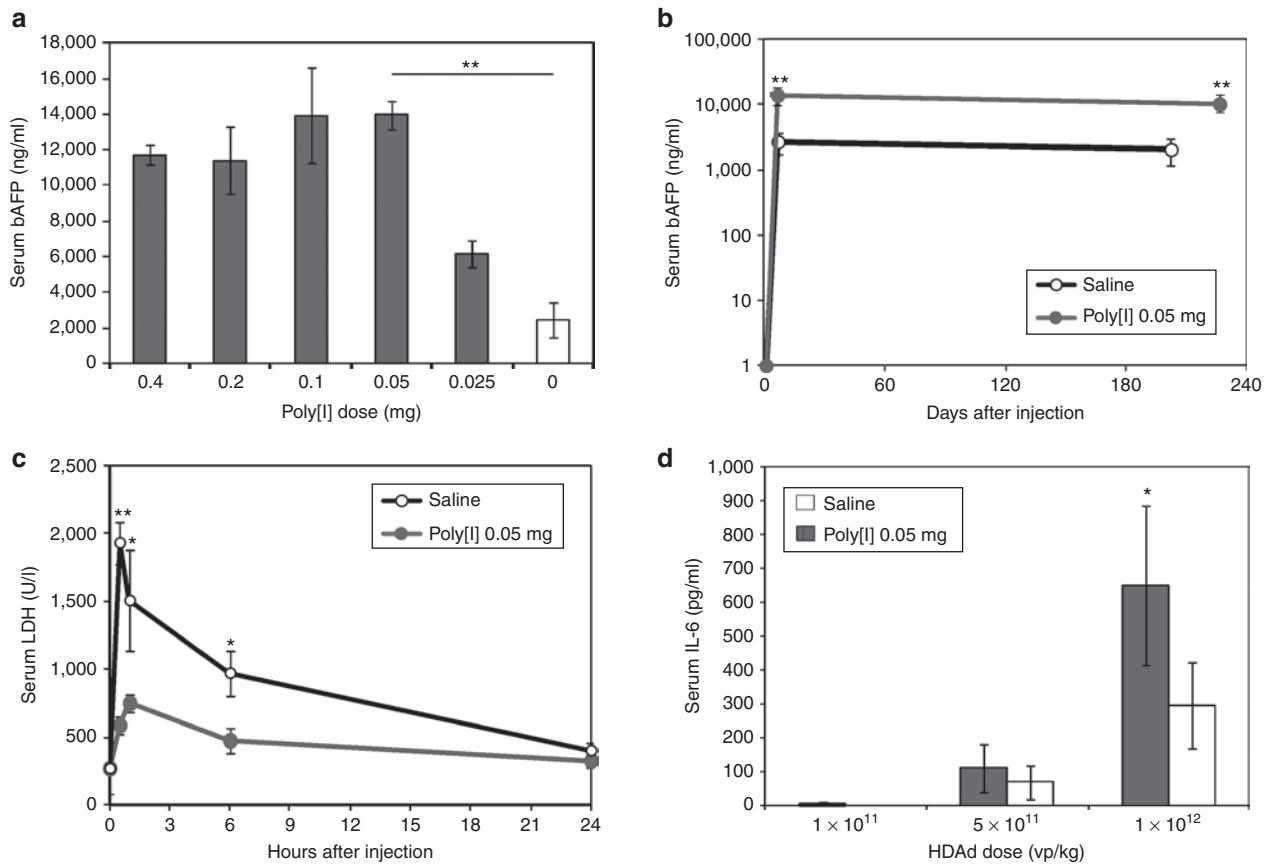 a
18,000
16,000
14,000
12,000
10,000
8,000
6,000
4,000
2,000
0
Serum bAFP (ng/ml)
**
0.4 0.2 0.1 0.05 0.025 0
Poly[I] dose (mg)
b
100,000
10,000
1,000
100
10
1
Serum bAFP (ng/ml)
** **
Saline
Poly[I] 0.05 mg
0 60 120 180 240
Days after injection
c
2,500
2,000
1,500
1,000
500
0
Serum LDH (U/l)
**
*
*
Saline
Poly[I] 0.05 mg
0 3 6 9 12 15 18 21 24
Hours after injection
d
1,000
900
800
700
600
500
400
300
200
100
0
Serum IL-6 (pg/ml)
*
Saline
Poly[I] 0.05 mg
1 × 10¹¹ 5 × 10¹¹ 1 × 10¹²
HDAd dose (vp/kg)